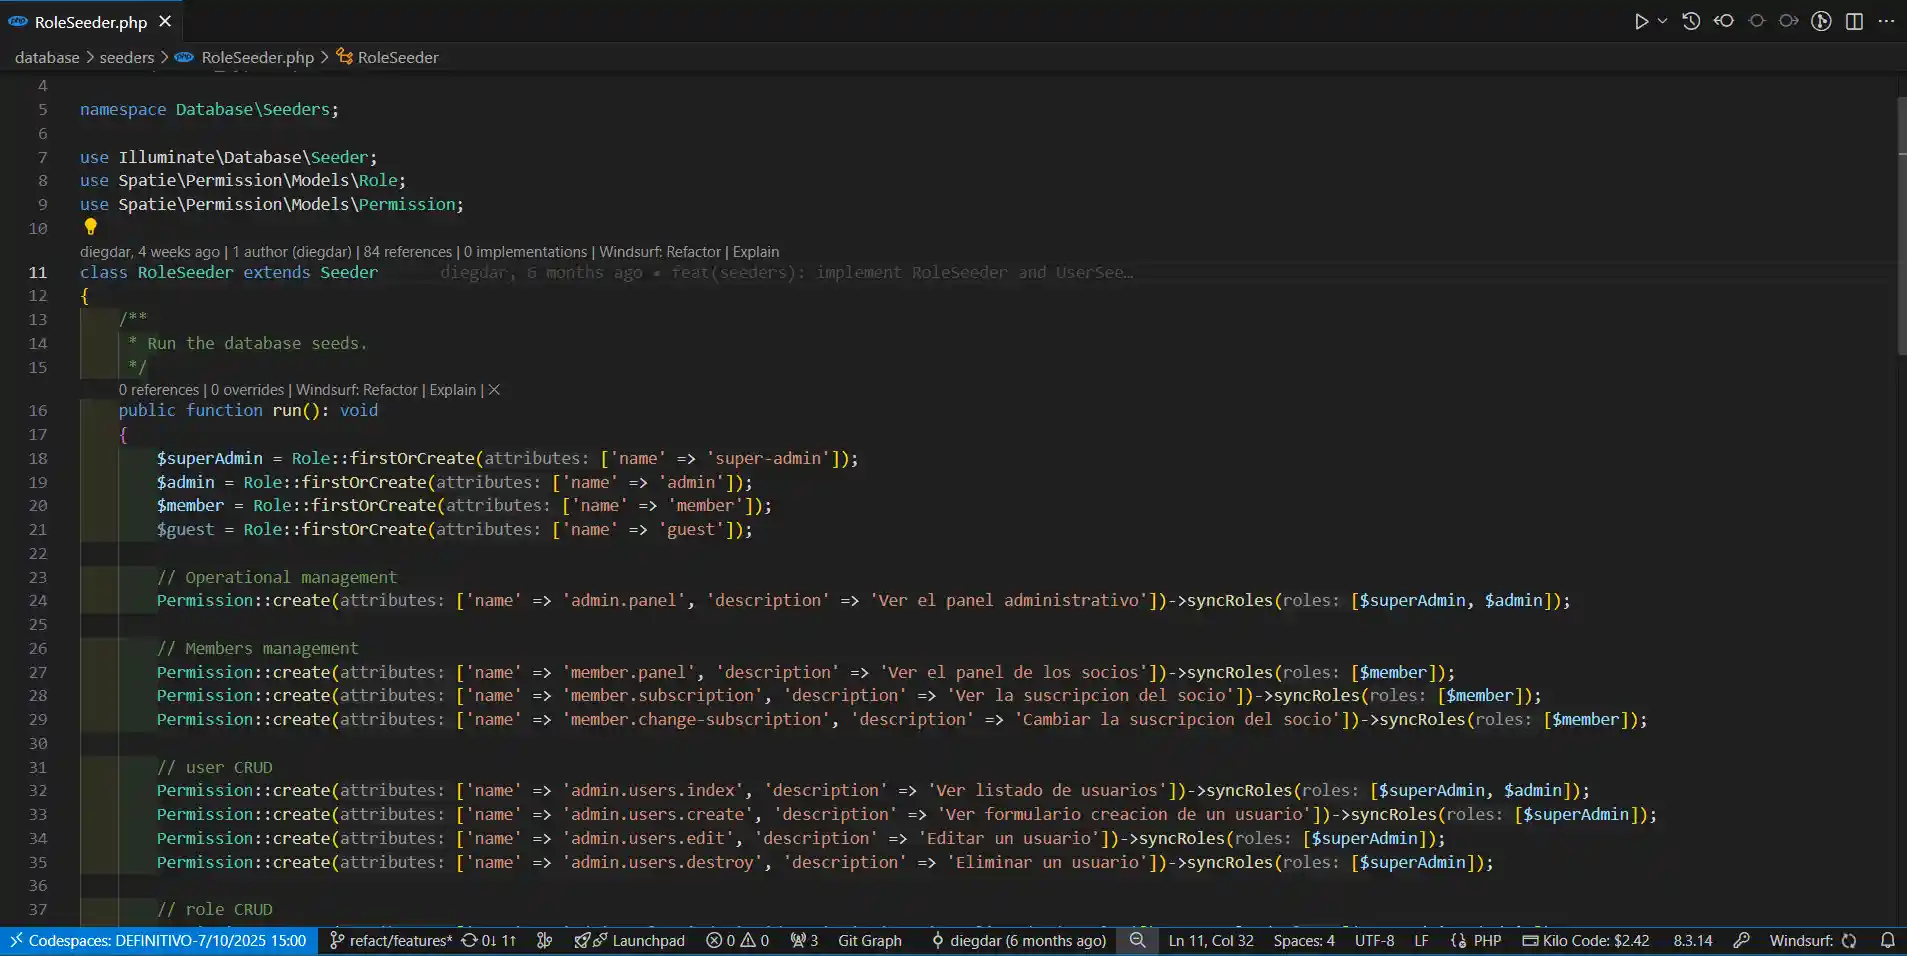 RoleSeeder.php
database > seeders > RoleSeeder.php > RoleSeeder
4
5 namespace Database\Seeders;
6
7 use Illuminate\Database\Seeder;
8 use Spatie\Permission\Models\Role;
9 use Spatie\Permission\Models\Permission;
10
diegdar, 4 weeks ago | 1 author (diegdar) | 84 references | 0 implementations | Windsurf: Refactor | Explain
11 class RoleSeeder extends Seeder diegdar, 6 months ago • feat(seeders): implement RoleSeeder and UserSee…
12 {
13 /**
14 * Run the database seeds.
15 */
0 references | 0 overrides | Windsurf: Refactor | Explain | ×
16 public function run(): void
17 {
18 $superAdmin = Role::firstOrCreate(attributes: ['name' => 'super-admin']);
19 $admin = Role::firstOrCreate(attributes: ['name' => 'admin']);
20 $member = Role::firstOrCreate(attributes: ['name' => 'member']);
21 $guest = Role::firstOrCreate(attributes: ['name' => 'guest']);
22
23 // Operational management
24 Permission::create(attributes: ['name' => 'admin.panel', 'description' => 'Ver el panel administrativo'])->syncRoles(roles: [$superAdmin, $admin]);
25
26 // Members management
27 Permission::create(attributes: ['name' => 'member.panel', 'description' => 'Ver el panel de los socios'])->syncRoles(roles: [$member]);
28 Permission::create(attributes: ['name' => 'member.subscription', 'description' => 'Ver la suscripcion del socio'])->syncRoles(roles: [$member]);
29 Permission::create(attributes: ['name' => 'member.change-subscription', 'description' => 'Cambiar la suscripcion del socio'])->syncRoles(roles: [$member]);
30
31 // user CRUD
32 Permission::create(attributes: ['name' => 'admin.users.index', 'description' => 'Ver listado de usuarios'])->syncRoles(roles: [$superAdmin, $admin]);
33 Permission::create(attributes: ['name' => 'admin.users.create', 'description' => 'Ver formulario creacion de un usuario'])->syncRoles(roles: [$superAdmin]);
34 Permission::create(attributes: ['name' => 'admin.users.edit', 'description' => 'Editar un usuario'])->syncRoles(roles: [$superAdmin]);
35 Permission::create(attributes: ['name' => 'admin.users.destroy', 'description' => 'Eliminar un usuario'])->syncRoles(roles: [$superAdmin]);
36
37 // role CRUD
Codespaces: DEFINITIVO-7/10/2025 15:00 refact/features* 0↓ 1↑ Launchpad 0 0 3 Git Graph diegdar (6 months ago) Ln 11, Col 32 Spaces: 4 UTF-8 LF PHP Kilo Code: $2.42 8.3.14 Windsurf: